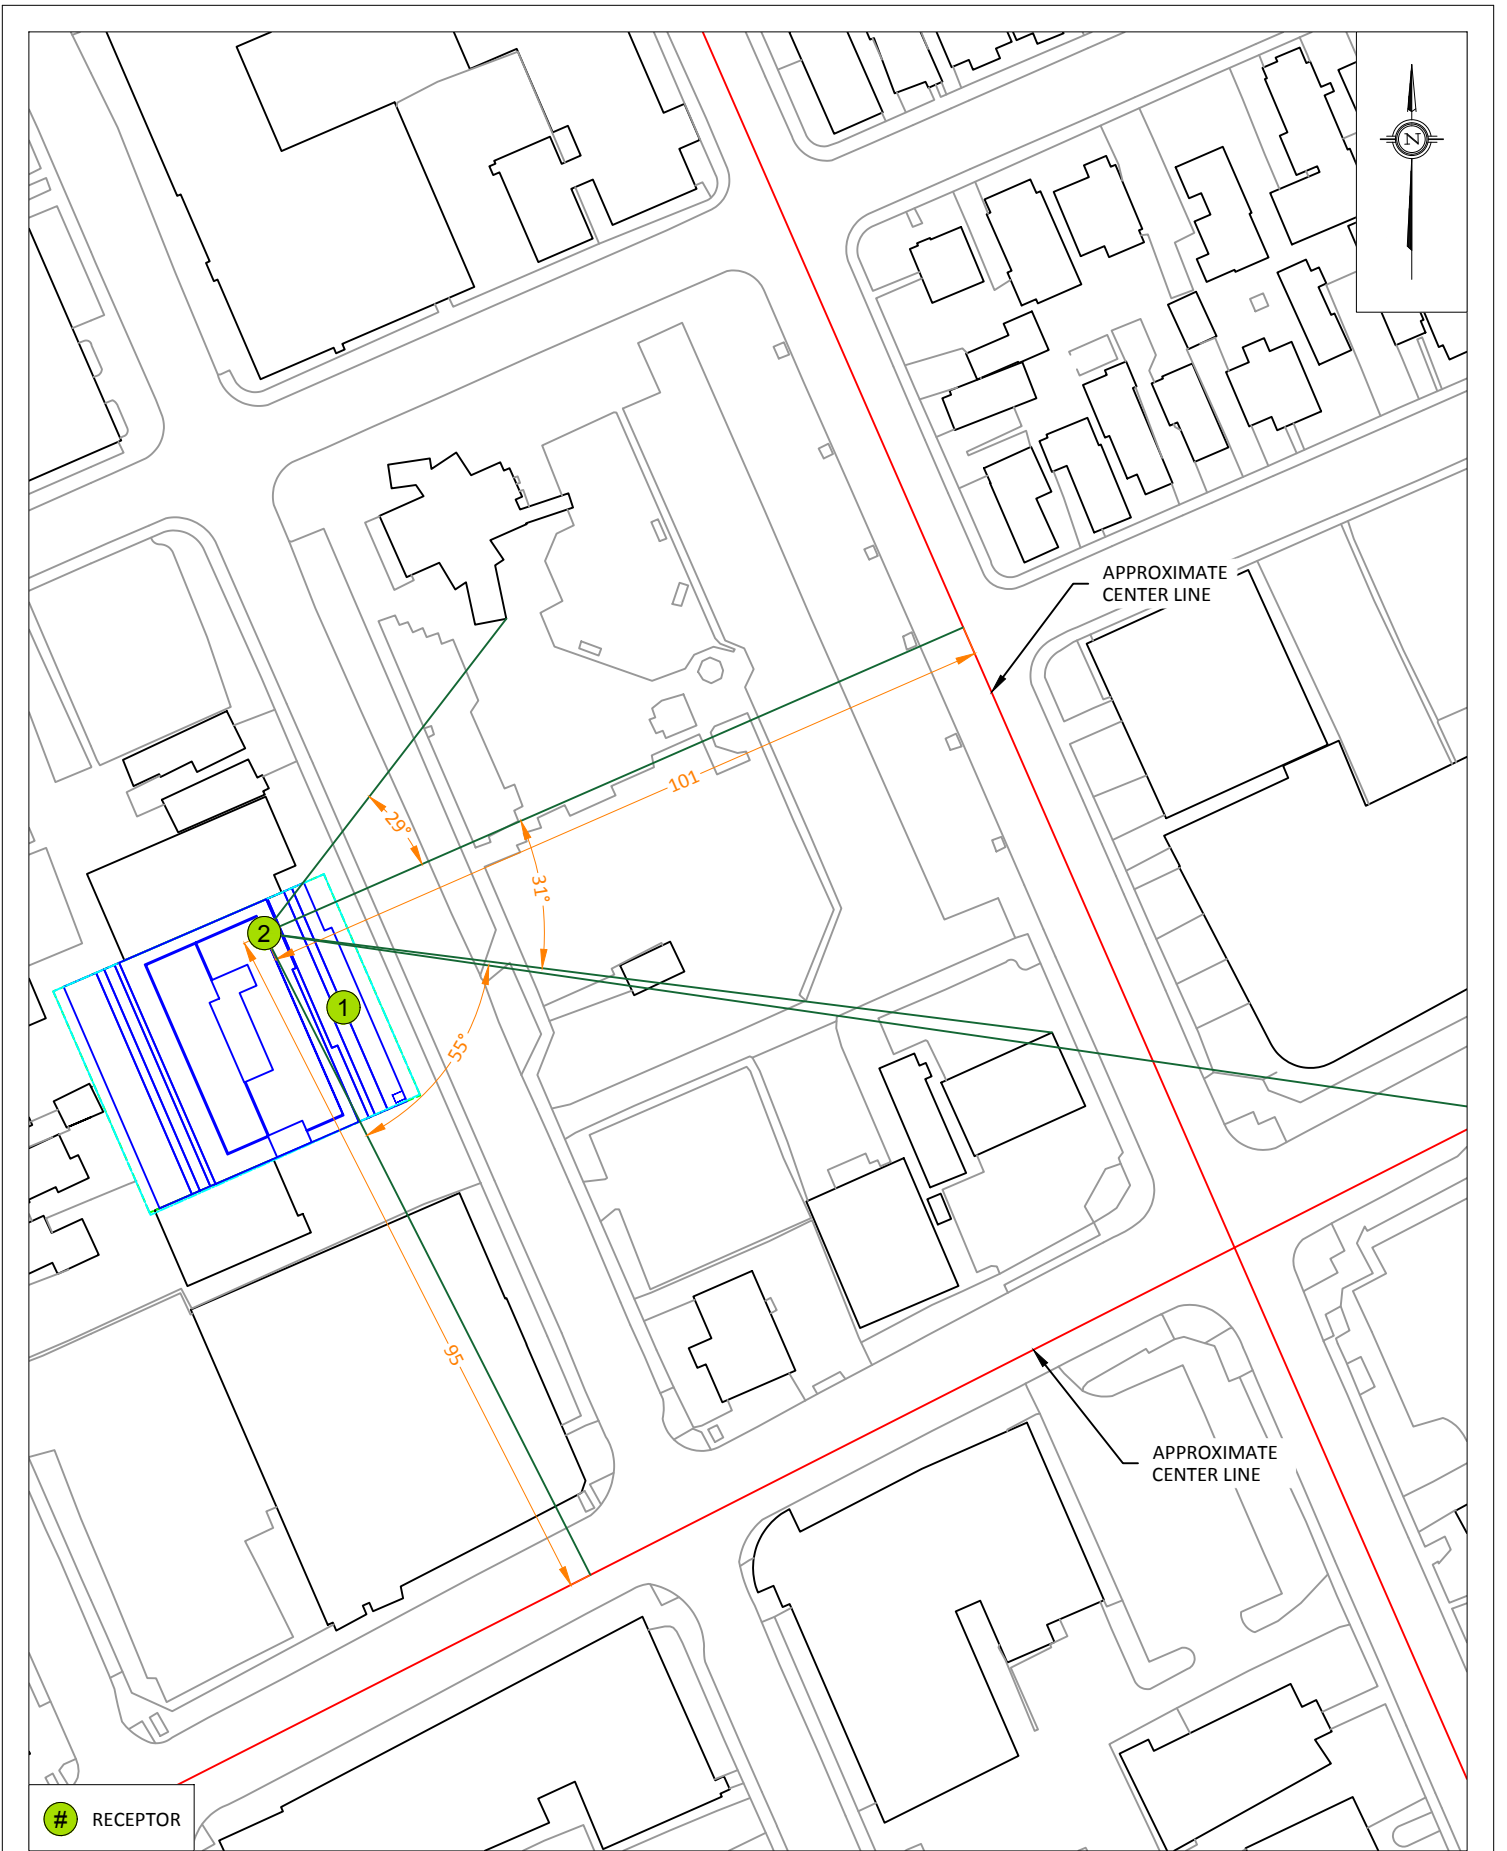 N
APPROXIMATE
CENTER LINE
101
29°
31°
2
1
55°
95
APPROXIMATE
CENTER LINE
# RECEPTOR